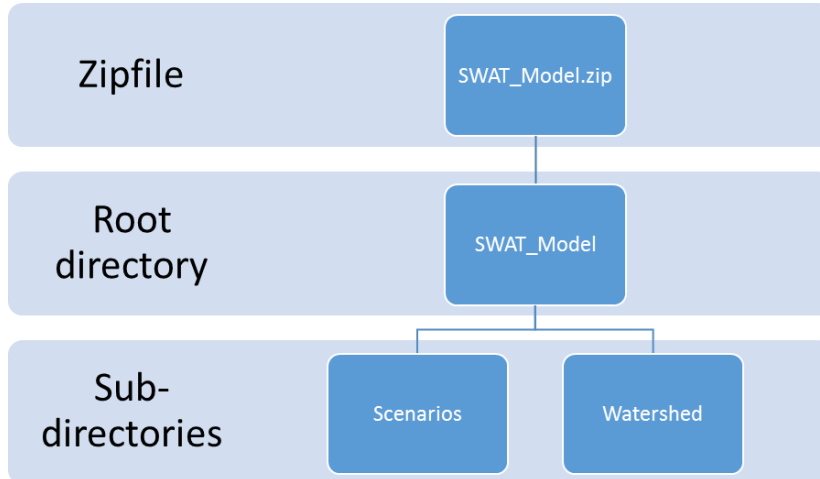 Zipfile
SWAT_Model.zip
Root
directory
SWAT_Model
Sub-
directories
Scenarios
Watershed